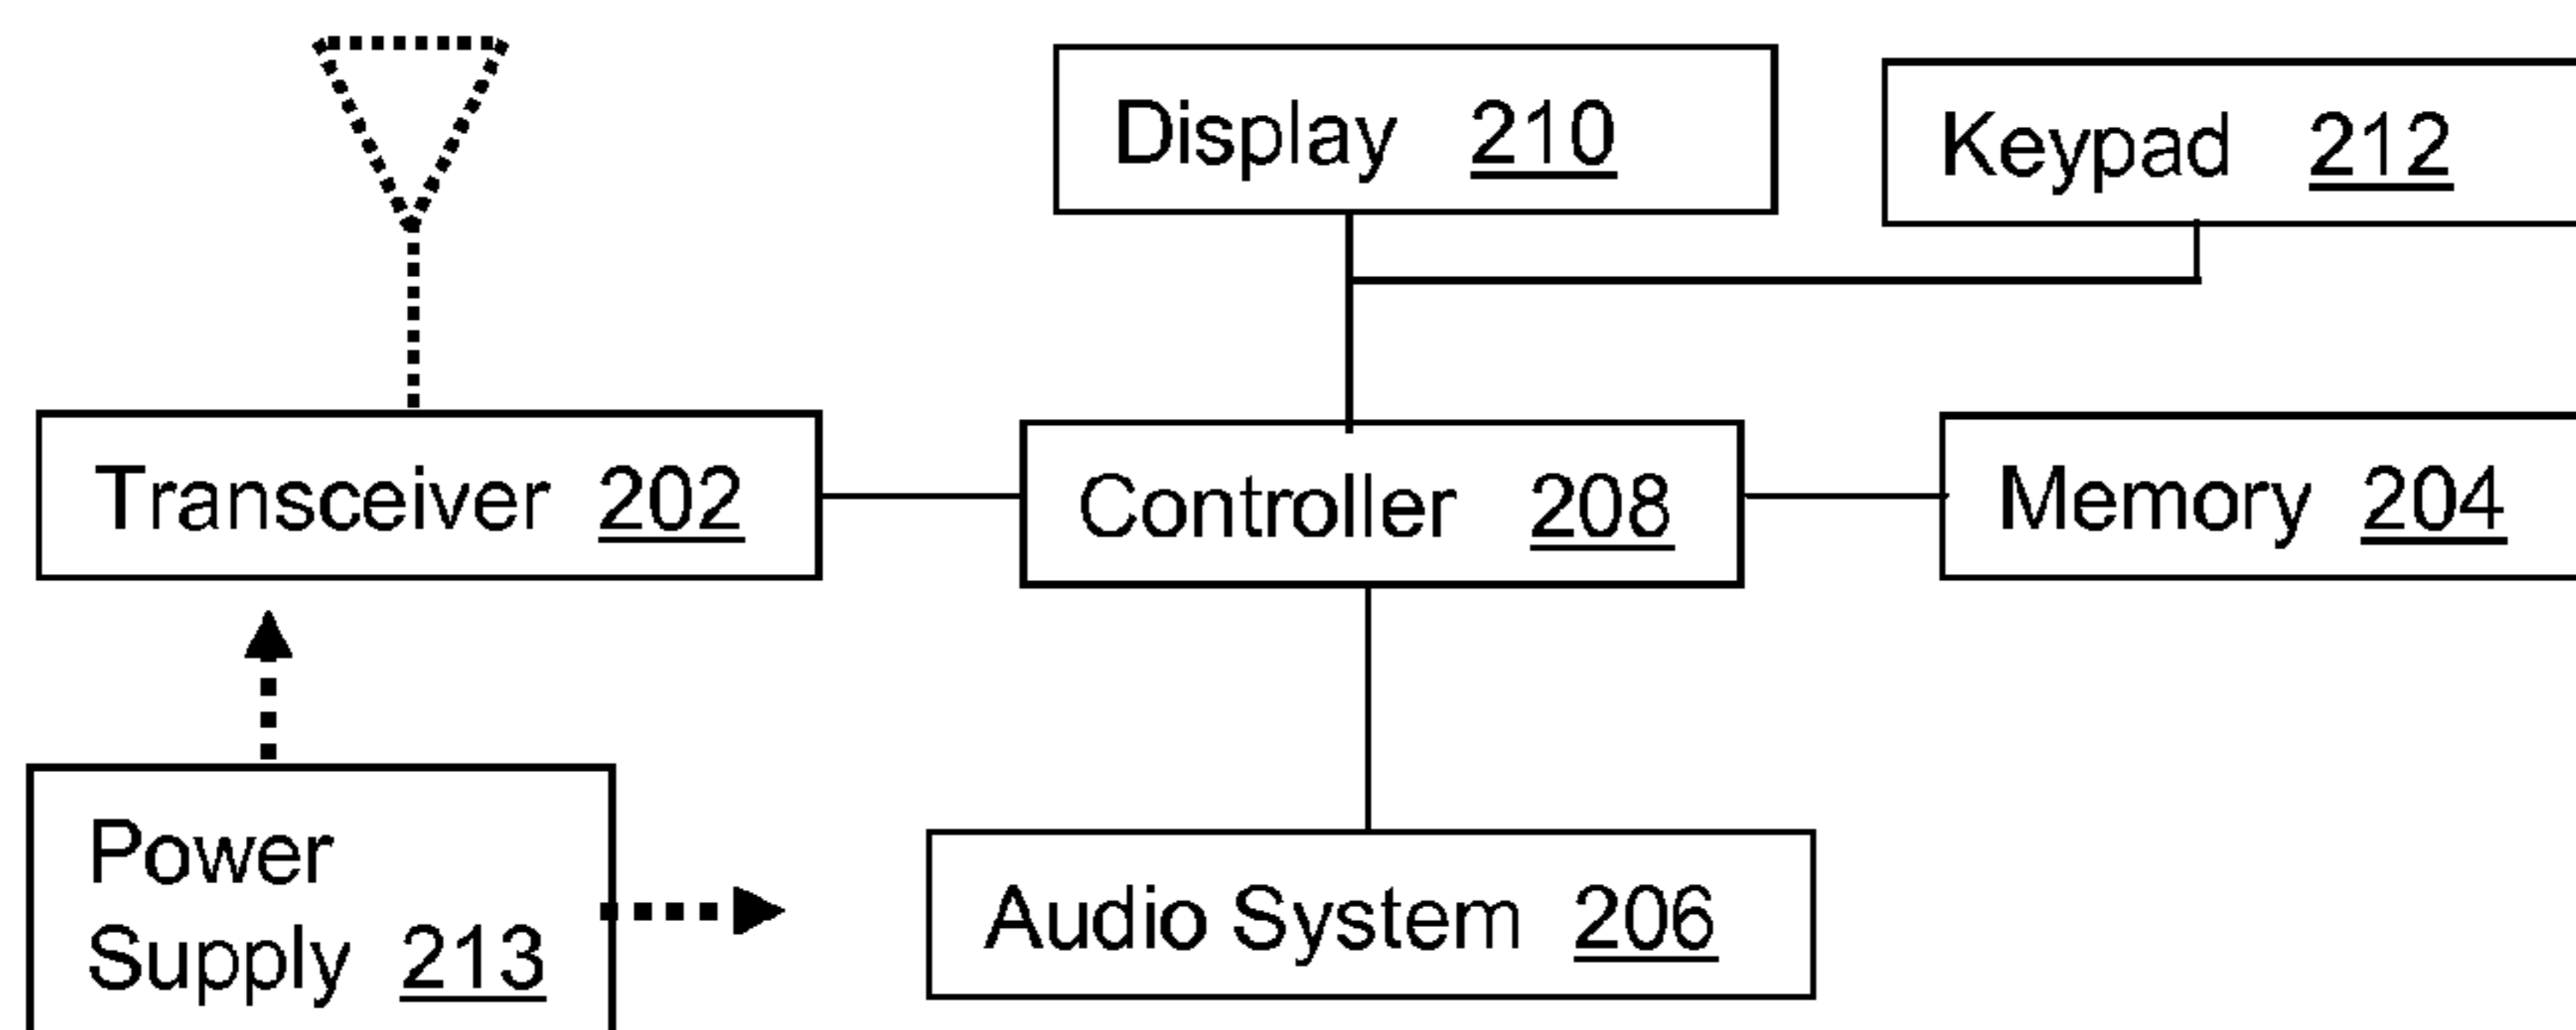 Display 210
Keypad 212
Transceiver 202
Controller 208
Memory 204
Power
Supply 213
Audio System 206